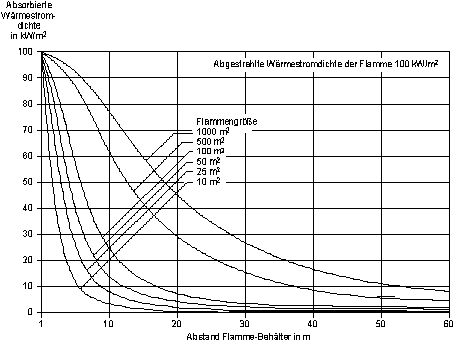 Absorbierte
Wärmestrom-
dichte
in kW/m²
Abgestrahlte Wärmestromdichte der Flamme 100 kW/m²
Flammengröße
1000 m²
500 m²
100 m²
50 m²
25 m²
10 m²
100
90
80
70
60
50
40
30
20
10
0
1
10
20
30
40
50
60
Abstand Flamme-Behälter in m